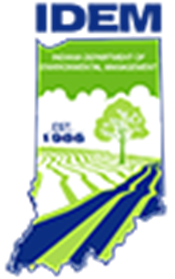 IDEM
INDIANA DEPARTMENT OF
ENVIRONMENTAL MANAGEMENT
EST.
1986